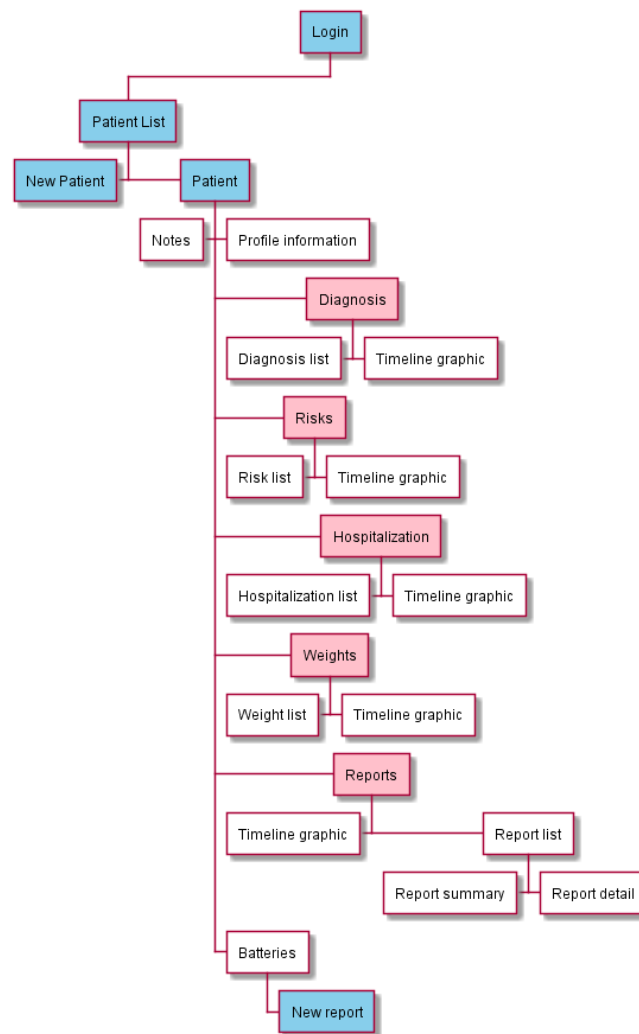 Login
Patient List
New Patient
Patient
Notes
Profile information
Diagnosis
Diagnosis list
Timeline graphic
Risks
Risk list
Timeline graphic
Hospitalization
Hospitalization list
Timeline graphic
Weights
Weight list
Timeline graphic
Reports
Timeline graphic
Report list
Report summary
Report detail
Batteries
New report